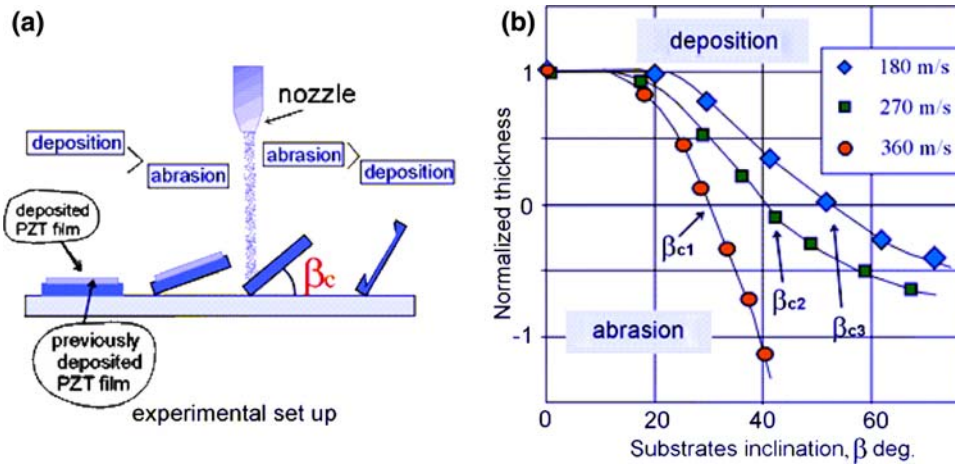 (a)
nozzle
deposition
abrasion
abrasion
deposition
deposited
PZT film
βc
previously
deposited
PZT film
experimental set up
(b)
deposition
180 m/s
270 m/s
360 m/s
1
0
-1
Normalized thickness
βc1
βc2
βc3
abrasion
0
20
40
60
Substrates inclination, β deg.